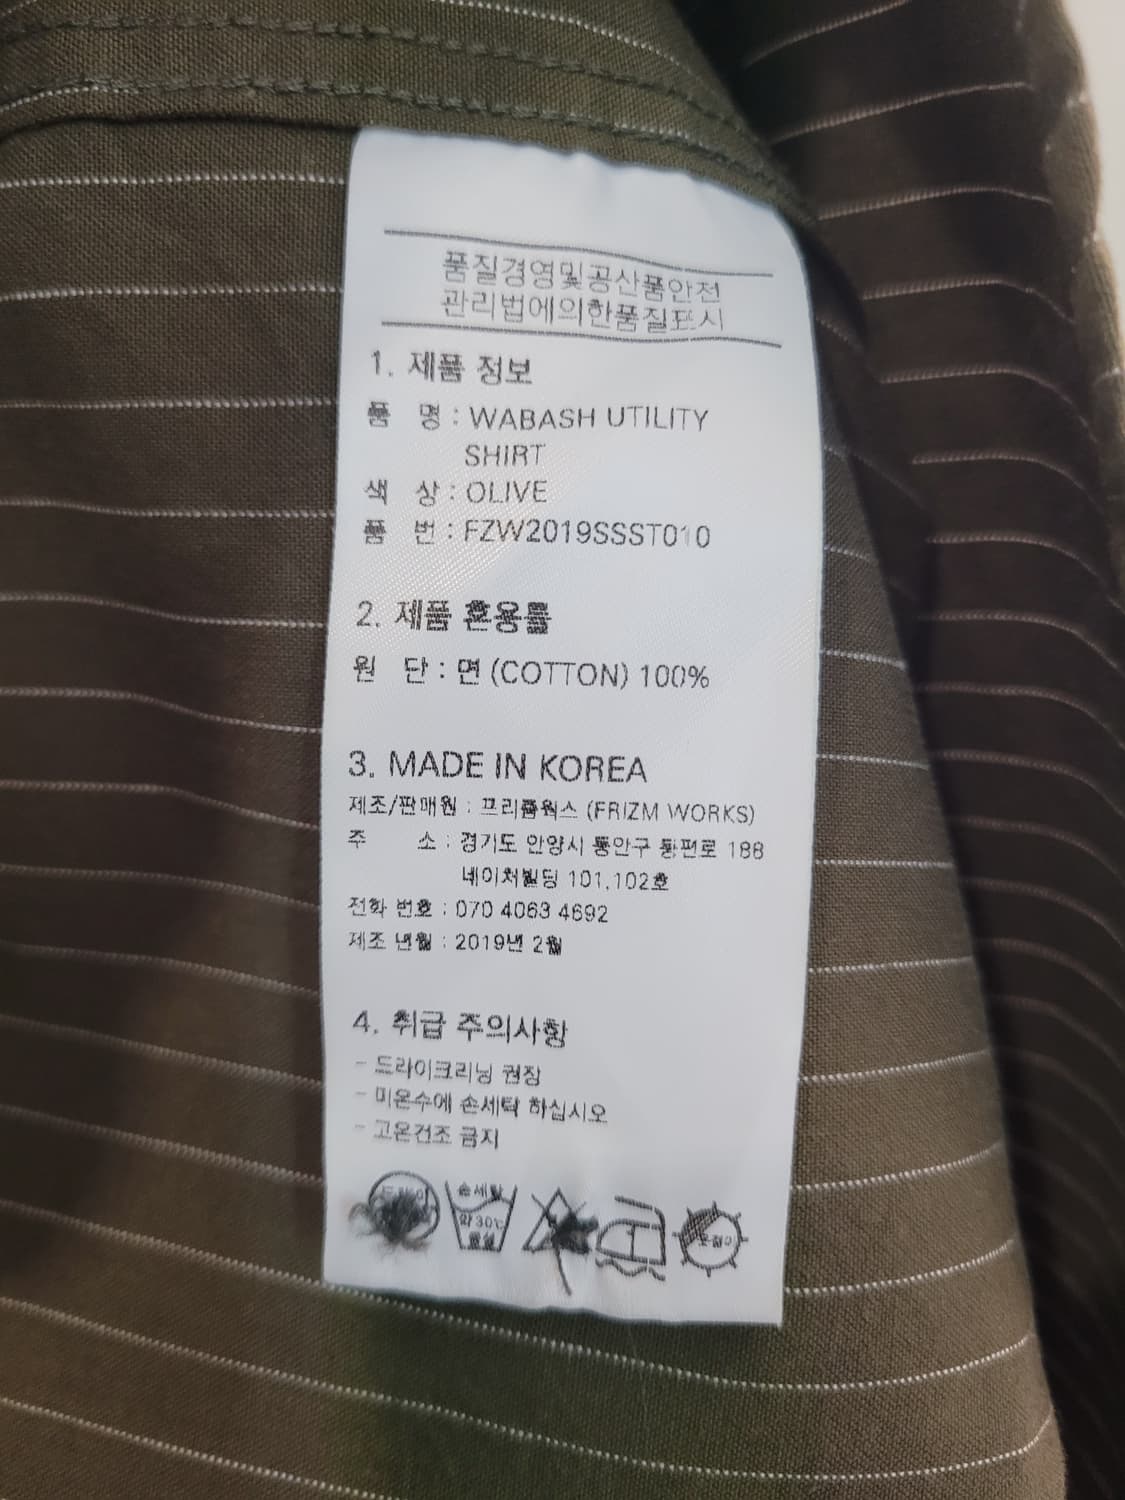 품질경영및공산품안전
관리법에의한품질표시
1. 제품 정보
품 명 : WABASH UTILITY
SHIRT
색 상 : OLIVE
품 번 : FZW2019SSST010
2. 제품 혼용률
원 단 : 면 (COTTON) 100%
3. MADE IN KOREA
제조/판매원 : 프리즘웍스 (FRIZM WORKS)
주 소 : 경기도 안양시 동안구 동편로 188
네이처빌딩 101,102호
전화 번호 : 070 4063 4692
제조 년월 : 2019년 2월
4. 취급 주의사항
- 드라이크리닝 권장
- 미온수에 손세탁 하십시오
- 고온건조 금지
손세탁
약30℃